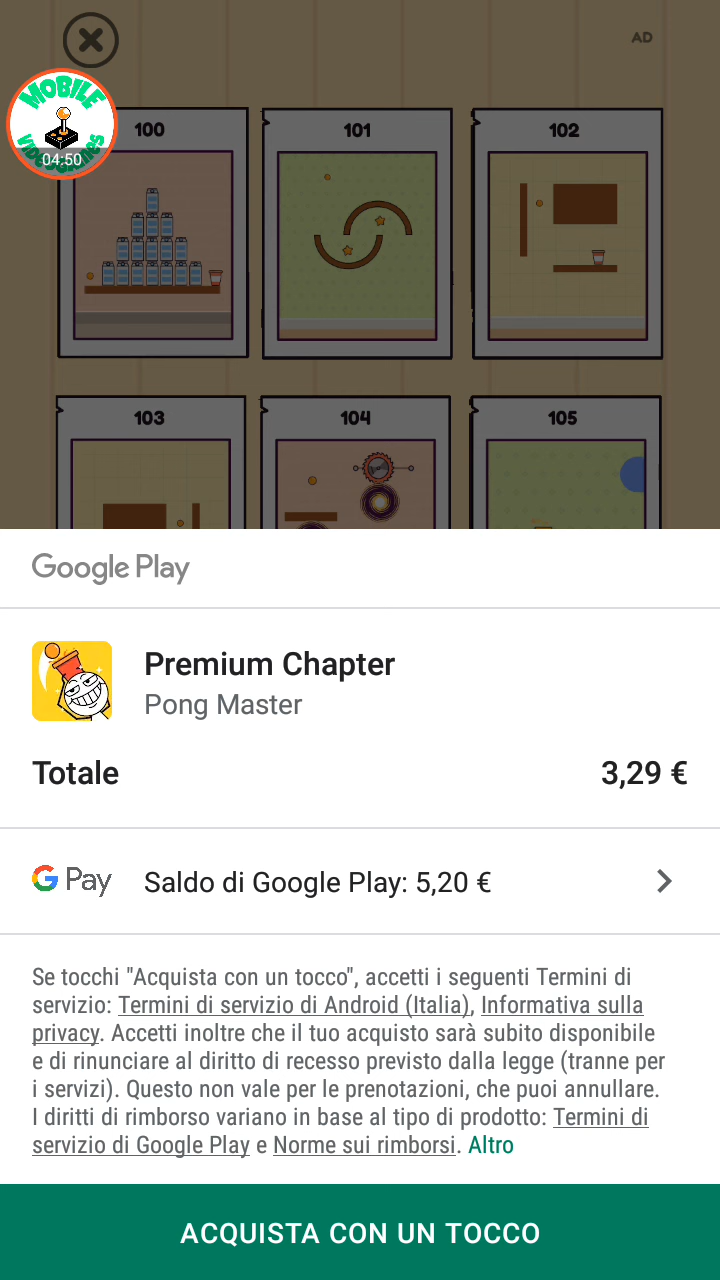 AD
MOBILE
VIDEOGAMES
04:50
100
101
102
103
104
105
Google Play
Premium Chapter
Pong Master
Totale 3,29 €
G Pay Saldo di Google Play: 5,20 €
Se tocchi "Acquista con un tocco", accetti i seguenti Termini di
servizio: Termini di servizio di Android (Italia), Informativa sulla
privacy. Accetti inoltre che il tuo acquisto sarà subito disponibile
e di rinunciare al diritto di recesso previsto dalla legge (tranne per
i servizi). Questo non vale per le prenotazioni, che puoi annullare.
I diritti di rimborso variano in base al tipo di prodotto: Termini di
servizio di Google Play e Norme sui rimborsi. Altro
ACQUISTA CON UN TOCCO